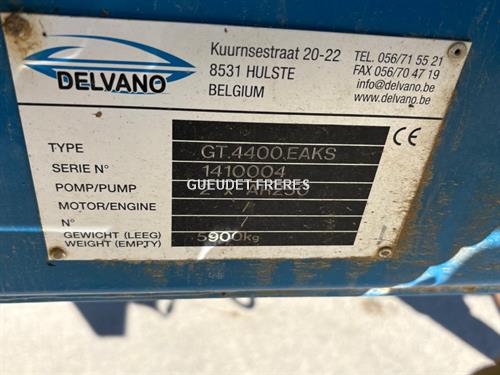 DELVANO
Kuurnsestraat 20-22
8531 HULSTE
BELGIUM
TEL. 056/71 55 21
FAX 056/70 47 19
info@delvano.be
www.delvano.be
CE
TYPE GT.4400.EAKS
SERIE N° 1410004
GUEUDET FRERES
POMP/PUMP 2 x AR250
MOTOR/ENGINE /
N° /
GEWICHT (LEEG)
WEIGHT (EMPTY) 5900kg